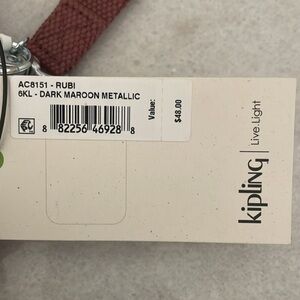 AC8151 - RUBI
6KL - DARK MAROON METALLIC
8 82256 46928 8
Value:
$48.00
kipling | Live.Light